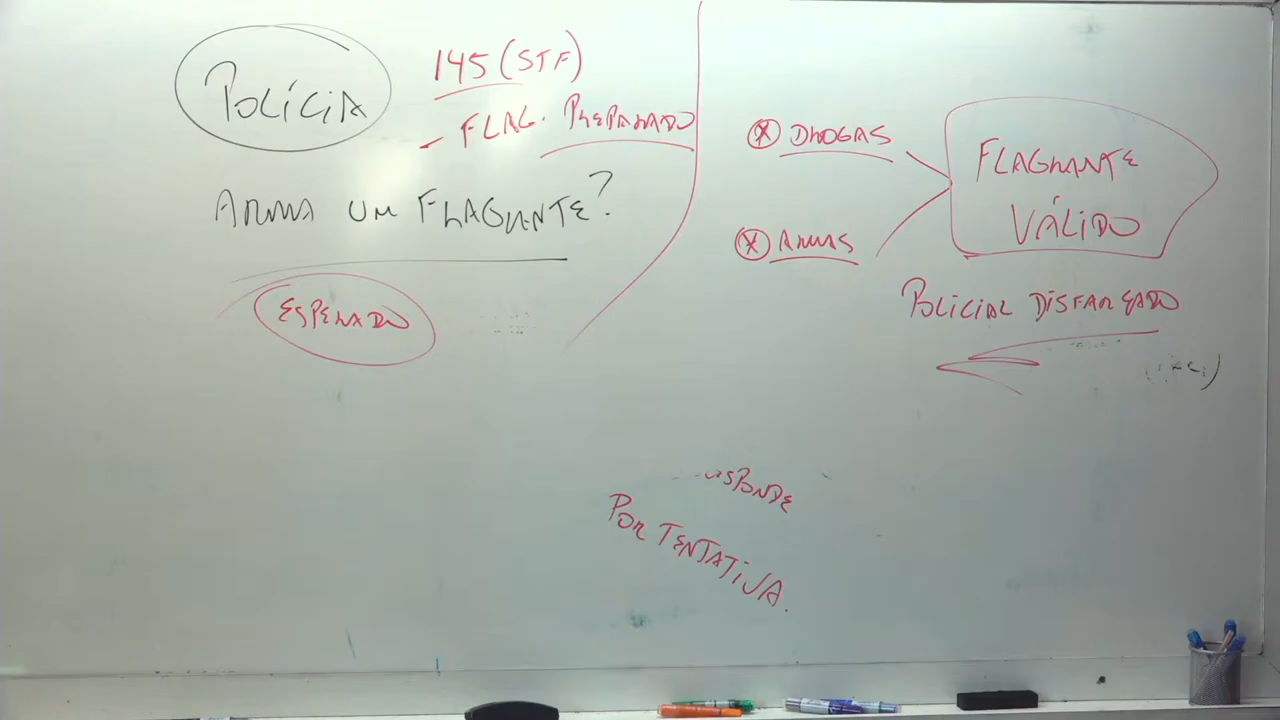 POLÍCIA
145 (STF)
FLAG. PREPARADO
ARMA UM FLAGRANTE?
ESPERADO
DROGAS
ARMAS
FLAGRANTE
VÁLIDO
POLICIAL DISFARÇADO
POR TENTATIVA.